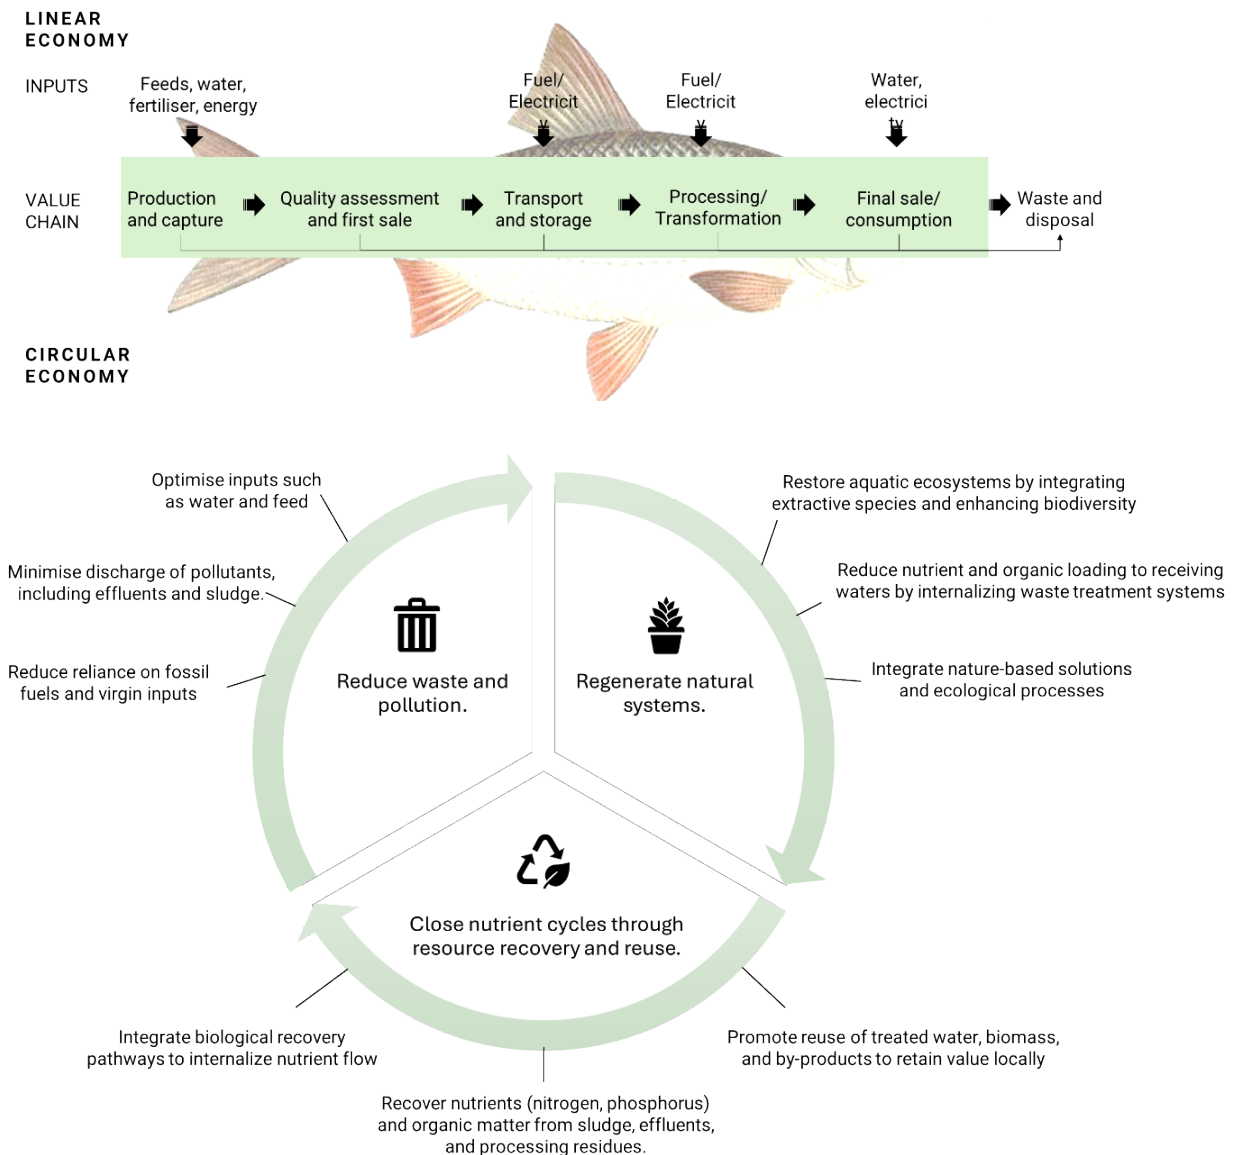 LINEAR
ECONOMY
INPUTS
Feeds, water,
fertiliser, energy
Fuel/
Electricit
y
Fuel/
Electricit
y
Water,
electrici
ty
VALUE
CHAIN
Production
and capture
Quality assessment
and first sale
Transport
and storage
Processing/
Transformation
Final sale/
consumption
Waste and
disposal
CIRCULAR
ECONOMY
Optimise inputs such
as water and feed
Minimise discharge of pollutants,
including effluents and sludge.
Reduce reliance on fossil
fuels and virgin inputs
Reduce waste and
pollution.
Regenerate natural
systems.
Restore aquatic ecosystems by integrating
extractive species and enhancing biodiversity
Reduce nutrient and organic loading to receiving
waters by internalizing waste treatment systems
Integrate nature-based solutions
and ecological processes
Close nutrient cycles through
resource recovery and reuse.
Integrate biological recovery
pathways to internalize nutrient flow
Recover nutrients (nitrogen, phosphorus)
and organic matter from sludge, effluents,
and processing residues.
Promote reuse of treated water, biomass,
and by-products to retain value locally